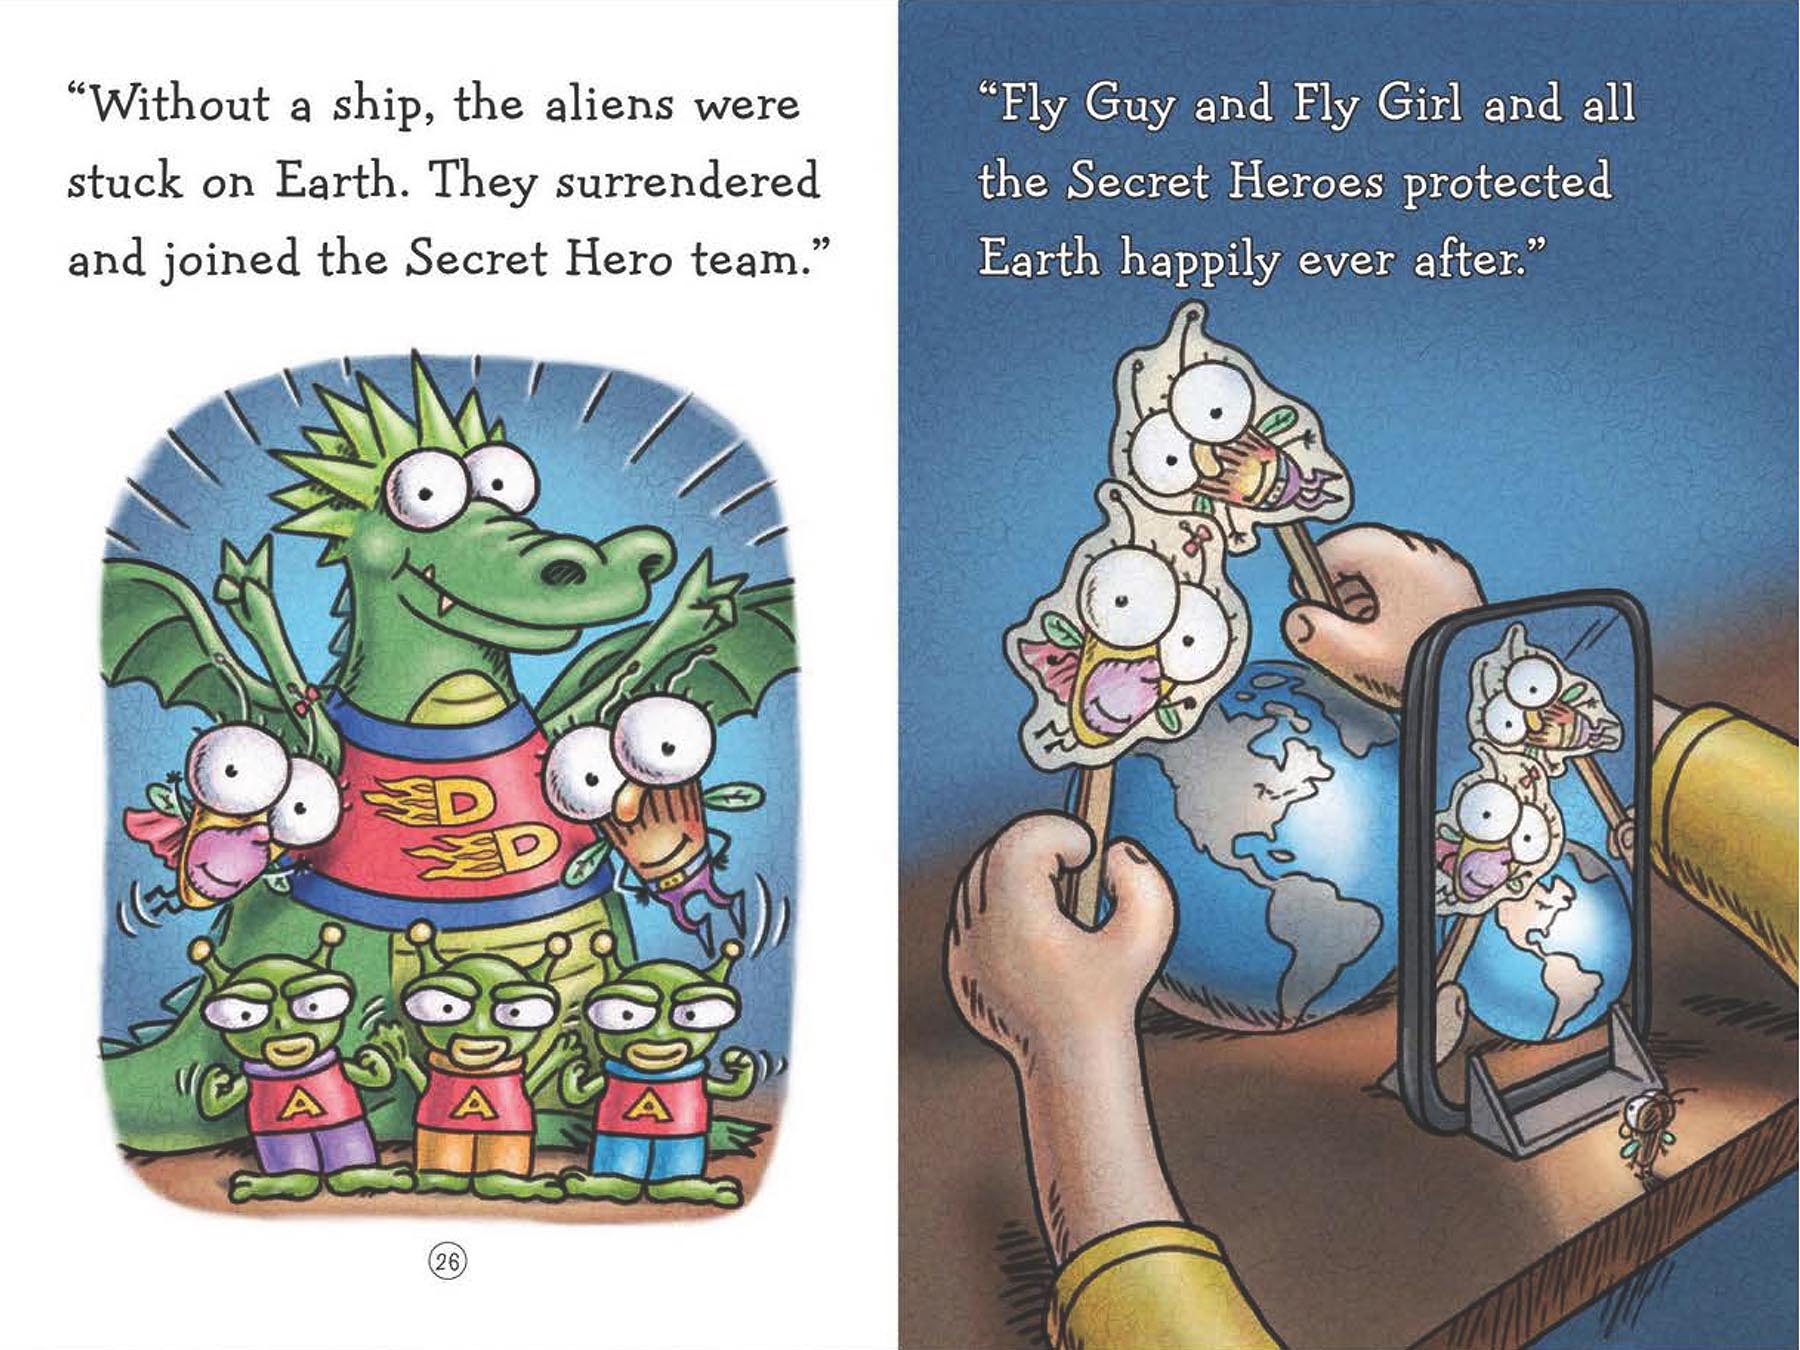 “Without a ship, the aliens were
stuck on Earth. They surrendered
and joined the Secret Hero team.”
D
D
A A A
26
“Fly Guy and Fly Girl and all
the Secret Heroes protected
Earth happily ever after.”